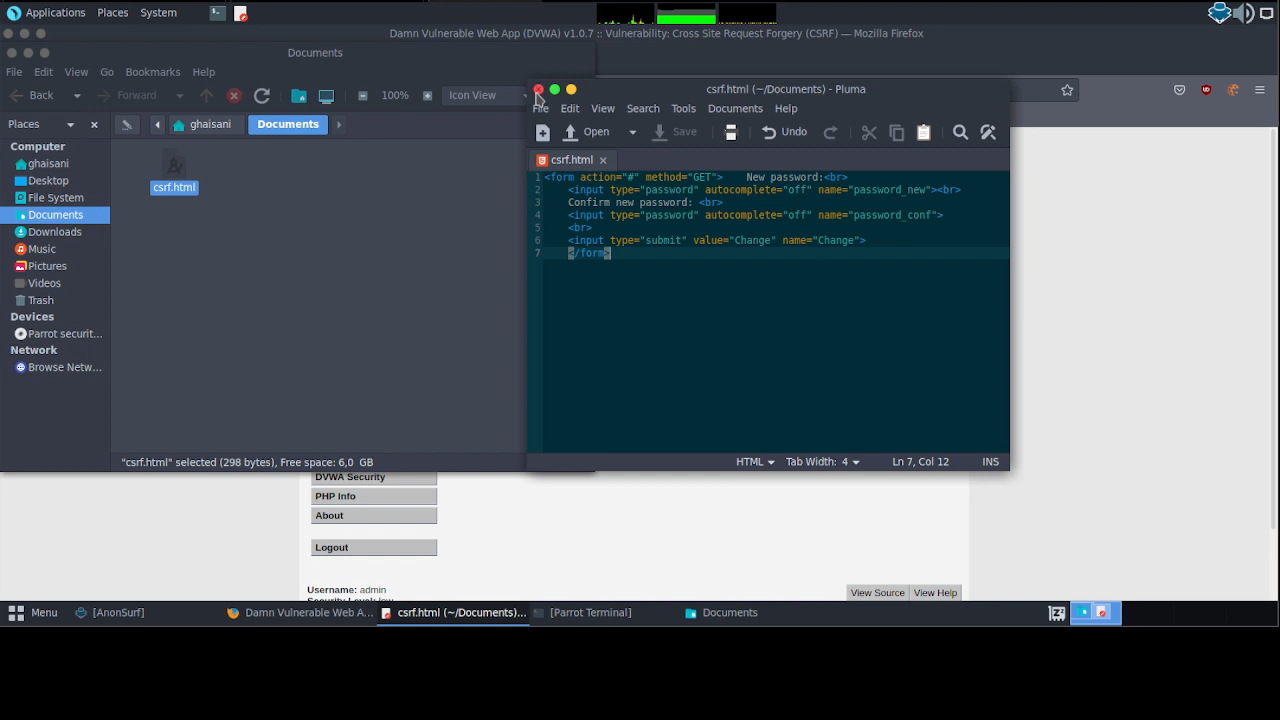 Applications Places System
Damn Vulnerable Web App (DVWA) v1.0.7 :: Vulnerability: Cross Site Request Forgery (CSRF) — Mozilla Firefox
Documents
File Edit View Go Bookmarks Help
Back Forward 100% Icon View
Places
ghaisani Documents
Computer
ghaisani
Desktop
File System
Documents
Downloads
Music
Pictures
Videos
Trash
Devices
Parrot securit...
Network
Browse Netw...
csrf.html
"csrf.html" selected (298 bytes), Free space: 6,0 GB
csrf.html (~/Documents) - Pluma
File Edit View Search Tools Documents Help
Open Save Undo
csrf.html
1 <form action="#" method="GET">    New password:<br>
2     <input type="password" autocomplete="off" name="password_new"><br>
3     Confirm new password: <br>
4     <input type="password" autocomplete="off" name="password_conf">
5     <br>
6     <input type="submit" value="Change" name="Change">
7     </form>
HTML Tab Width: 4 Ln 7, Col 12 INS
DVWA Security
PHP Info
About
Logout
Username: admin
Security Level: low
View Source View Help
Menu [AnonSurf] Damn Vulnerable Web A... csrf.html (~/Documents)... [Parrot Terminal] Documents